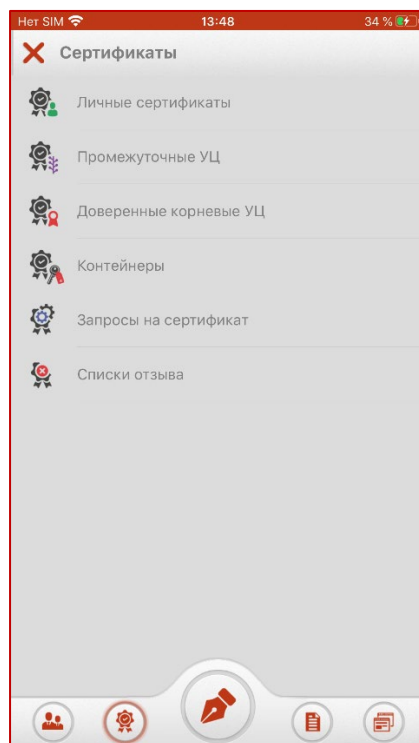 Нет SIM 13:48 34 %
Сертификаты
Личные сертификаты
Промежуточные УЦ
Доверенные корневые УЦ
Контейнеры
Запросы на сертификат
Списки отзыва